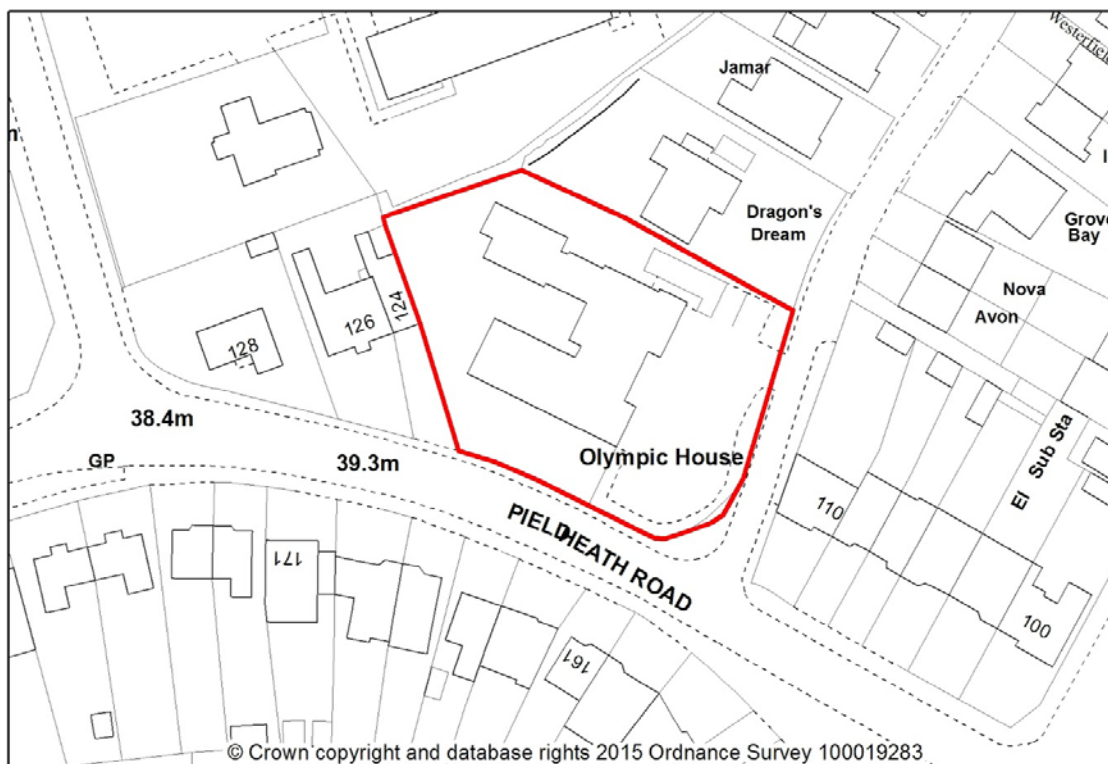 Westerfiel
Jamar
Dragon's
Dream
Grove
Bay
Nova
Avon
124
126
128
38.4m
39.3m
GP
Olympic House
PIELD HEATH ROAD
El Sub Sta
110
100
171
161
© Crown copyright and database rights 2015 Ordnance Survey 100019283